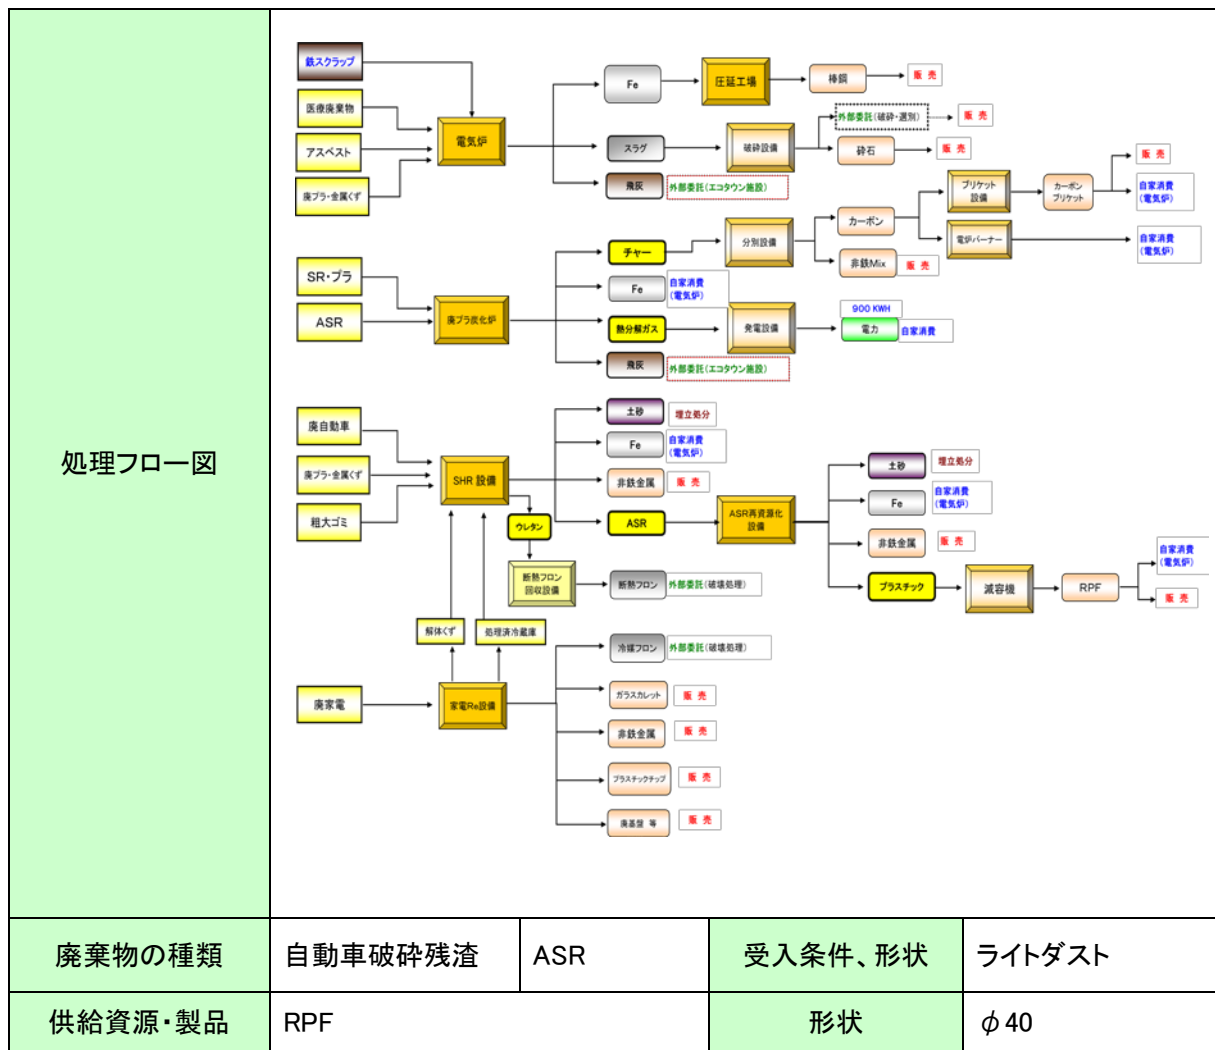 処理フロー図
鉄スクラップ
医療廃棄物
アスベスト
廃プラ・金属くず
電気炉
Fe
圧延工場
棒鋼
販 売
スラグ
破砕設備
外部委託(破砕・選別)
販 売
砕石
販 売
飛灰
外部委託(エコタウン施設)
SR・プラ
ASR
廃プラ炭化炉
チャー
分別設備
カーボン
ブリケット
設備
カーボン
ブリケット
販 売
自家消費
(電気炉)
電炉バーナー
自家消費
(電気炉)
非鉄Mix
販 売
Fe
自家消費
(電気炉)
熱分解ガス
発電設備
900 KWH
電力
自家消費
飛灰
外部委託(エコタウン施設)
廃自動車
廃プラ・金属くず
粗大ゴミ
SHR 設備
土砂
埋立処分
Fe
自家消費
(電気炉)
非鉄金属
販 売
ASR
ASR再資源化
設備
土砂
埋立処分
Fe
自家消費
(電気炉)
非鉄金属
販 売
プラスチック
減容機
RPF
自家消費
(電気炉)
販 売
ウレタン
断熱フロン
回収設備
断熱フロン
外部委託(破壊処理)
解体くず
処理済冷蔵庫
廃家電
家電Re設備
冷媒フロン
外部委託(破壊処理)
ガラスカレット
販 売
非鉄金属
販 売
プラスチックチップ
販 売
廃基盤 等
販 売
廃棄物の種類
自動車破砕残渣
ASR
受入条件、形状
ライトダスト
供給資源・製品
RPF
形状
φ40